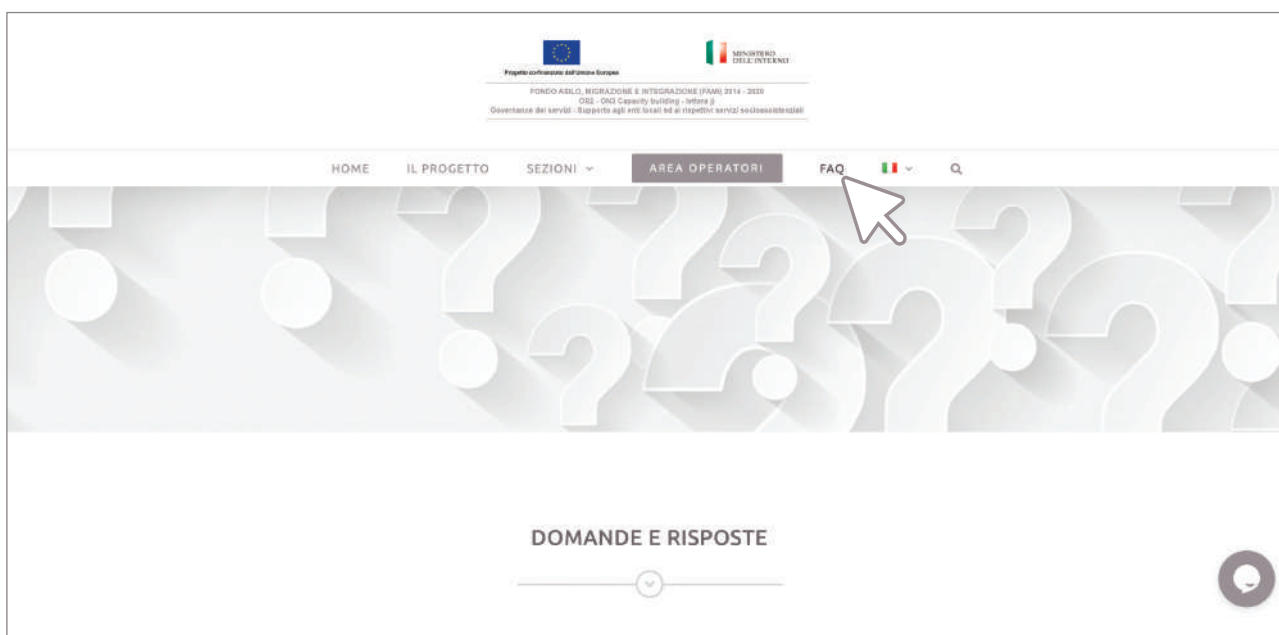 Progetto co-finanziato dall'Unione Europea
MINISTERO
DELL'INTERNO
FONDO ASILO, MIGRAZIONE E INTEGRAZIONE (FAMI) 2014 - 2020
OS2 - ON3 Capacity building - lettera j)
Governance dei servizi - Supporto agli enti locali ed ai rispettivi servizi socioassistenziali
HOME IL PROGETTO SEZIONI AREA OPERATORI FAQ
DOMANDE E RISPOSTE